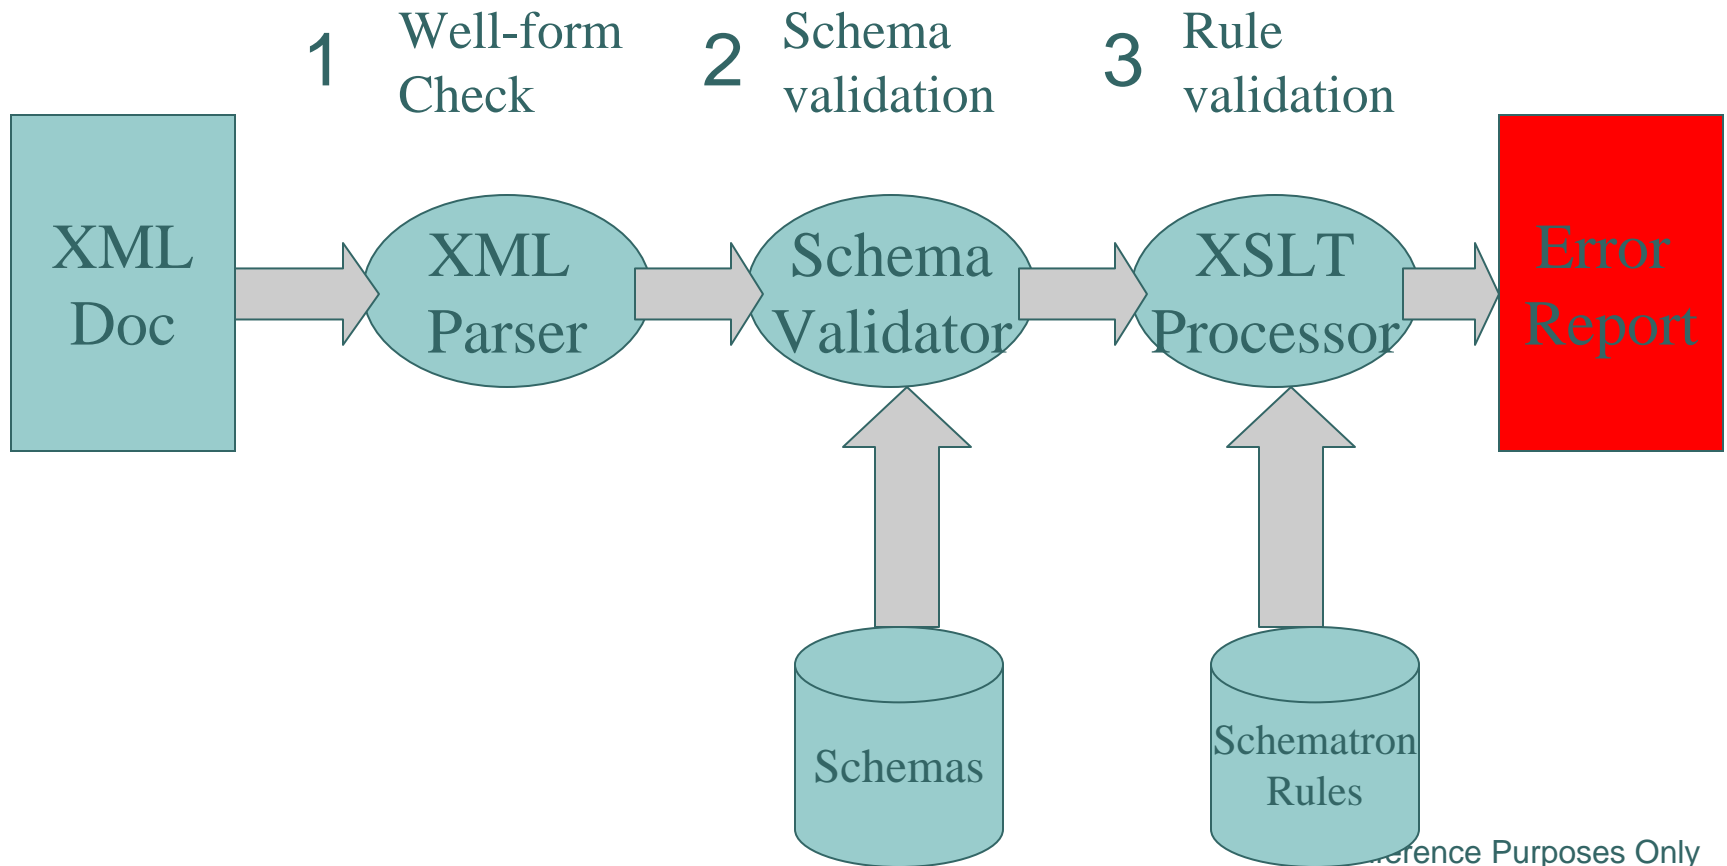 1
Well-form
Check
2
Schema
validation
3
Rule
validation
XML
Doc
XML
Parser
Schema
Validator
XSLT
Processor
Error
Report
Schemas
Schematron
Rules
Purposes Only